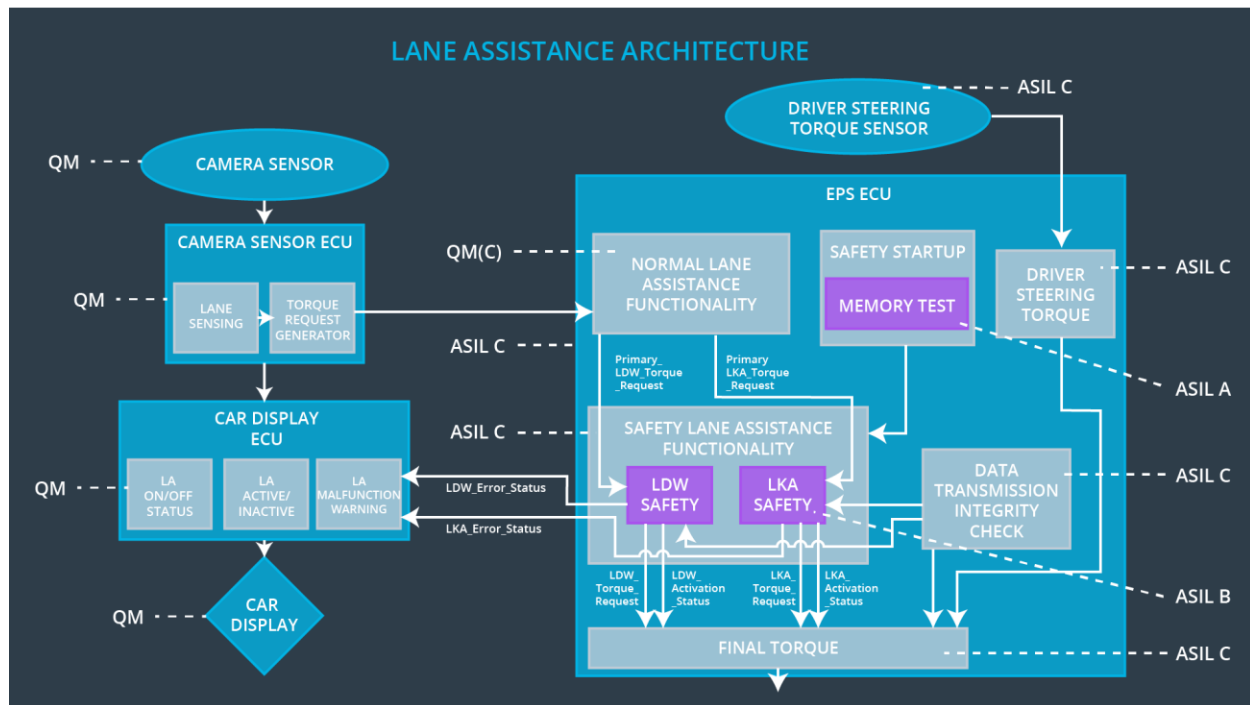 LANE ASSISTANCE ARCHITECTURE
ASIL C
DRIVER STEERING
TORQUE SENSOR
QM
CAMERA SENSOR
EPS ECU
CAMERA SENSOR ECU
QM(C)
NORMAL LANE
ASSISTANCE
FUNCTIONALITY
SAFETY STARTUP
MEMORY TEST
DRIVER
STEERING
TORQUE
ASIL C
QM
LANE
SENSING
TORQUE
REQUEST
GENERATOR
ASIL C
Primary_
LDW_Torque
_Request
Primary
LKA_Torque
_Request
ASIL A
CAR DISPLAY
ECU
ASIL C
SAFETY LANE ASSISTANCE
FUNCTIONALITY
QM
LA
ON/OFF
STATUS
LA
ACTIVE/
INACTIVE
LA
MALFUNCTION
WARNING
LDW_Error_Status
LKA_Error_Status
LDW
SAFETY
LKA
SAFETY
DATA
TRANSMISSION
INTEGRITY
CHECK
ASIL C
LDW_
Torque_
Request
LDW_
Activation
_Status
LKA_
Torque_
Request
LKA_
Activation
_Status
ASIL B
QM
CAR
DISPLAY
FINAL TORQUE
ASIL C